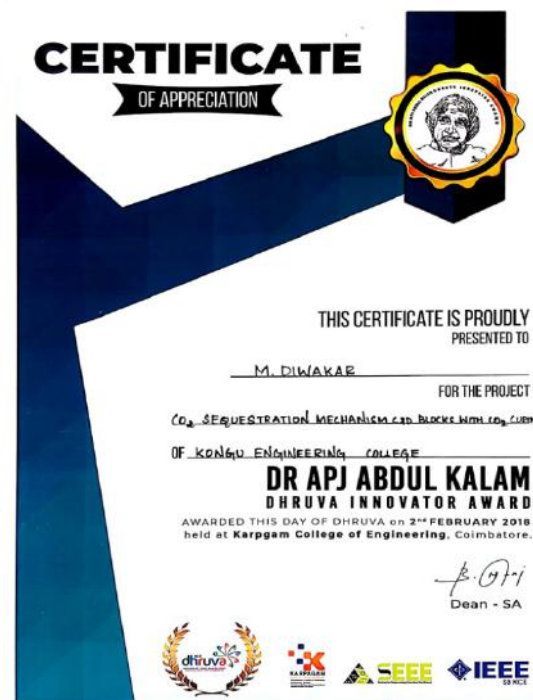 CERTIFICATE
OF APPRECIATION
THIS CERTIFICATE IS PROUDLY
PRESENTED TO
M. DIWAKAR
FOR THE PROJECT
CO2 SEQUESTRATION MECHANISM C&D BLOCKS WITH CO2
OF KONGU ENGINEERING COLLEGE
DR APJ ABDUL KALAM
DHRUVA INNOVATOR AWARD
AWARDED THIS DAY OF DHRUVA on 2ND FEBRUARY 2018
held at Karpgam College of Engineering, Coimbatore.
Dean - SA
dhruva
KARPAGAM
SEEE
IEEE